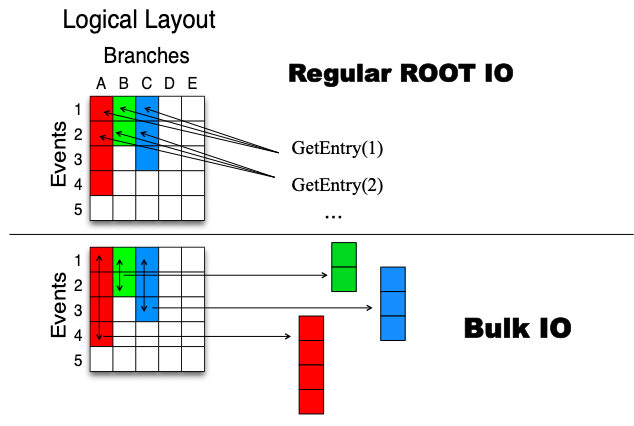 Logical Layout
Branches
Regular ROOT IO
A B C D E
Events
1
2
3
4
5
GetEntry(1)
GetEntry(2)
...
Events
1
2
3
4
5
Bulk IO